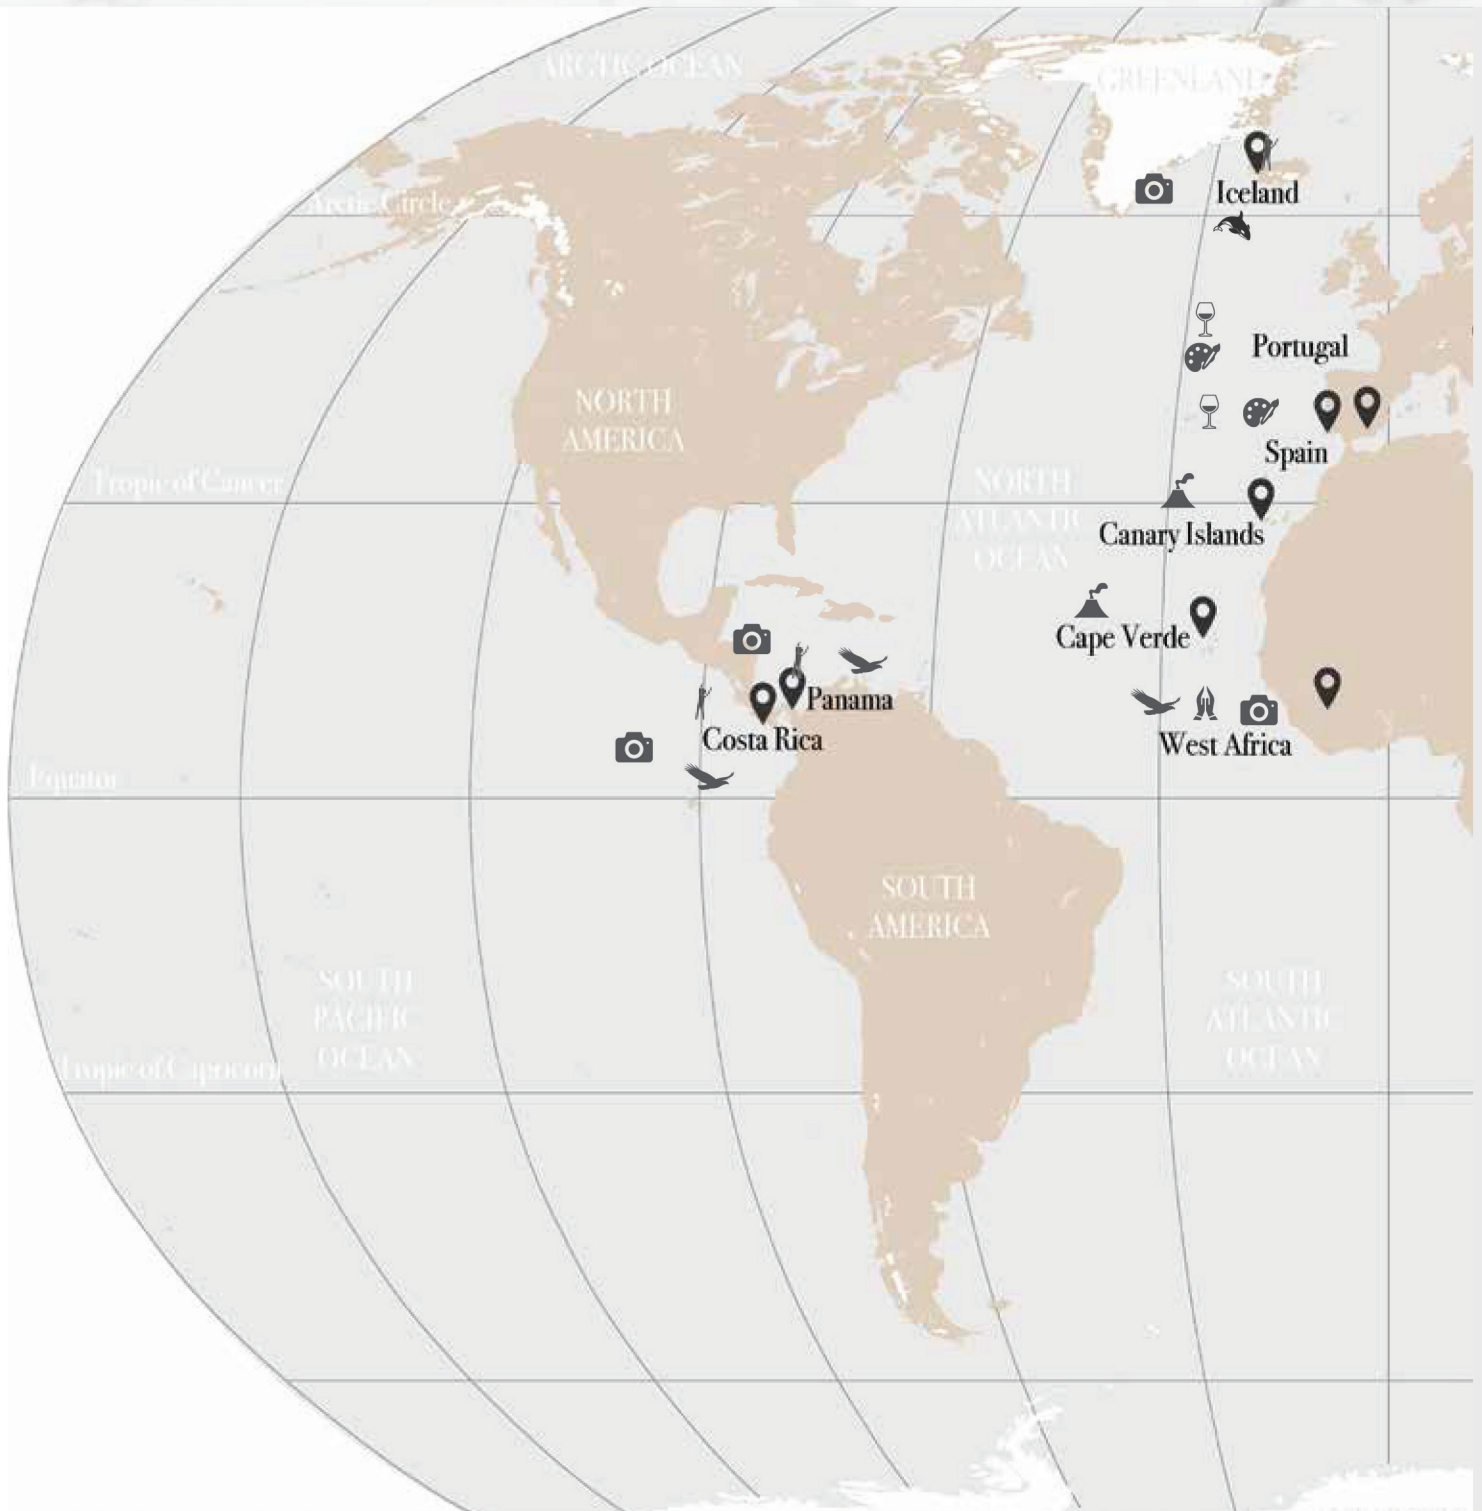 ARCTIC OCEAN
GREENLAND
Iceland
Arctic Circle
Portugal
NORTH
AMERICA
Spain
Tropic of Cancer
NORTH
ATLANTIC
OCEAN
Canary Islands
Cape Verde
Panama
Costa Rica
West Africa
Equator
SOUTH
AMERICA
SOUTH
PACIFIC
OCEAN
SOUTH
ATLANTIC
OCEAN
Tropic of Capricorn